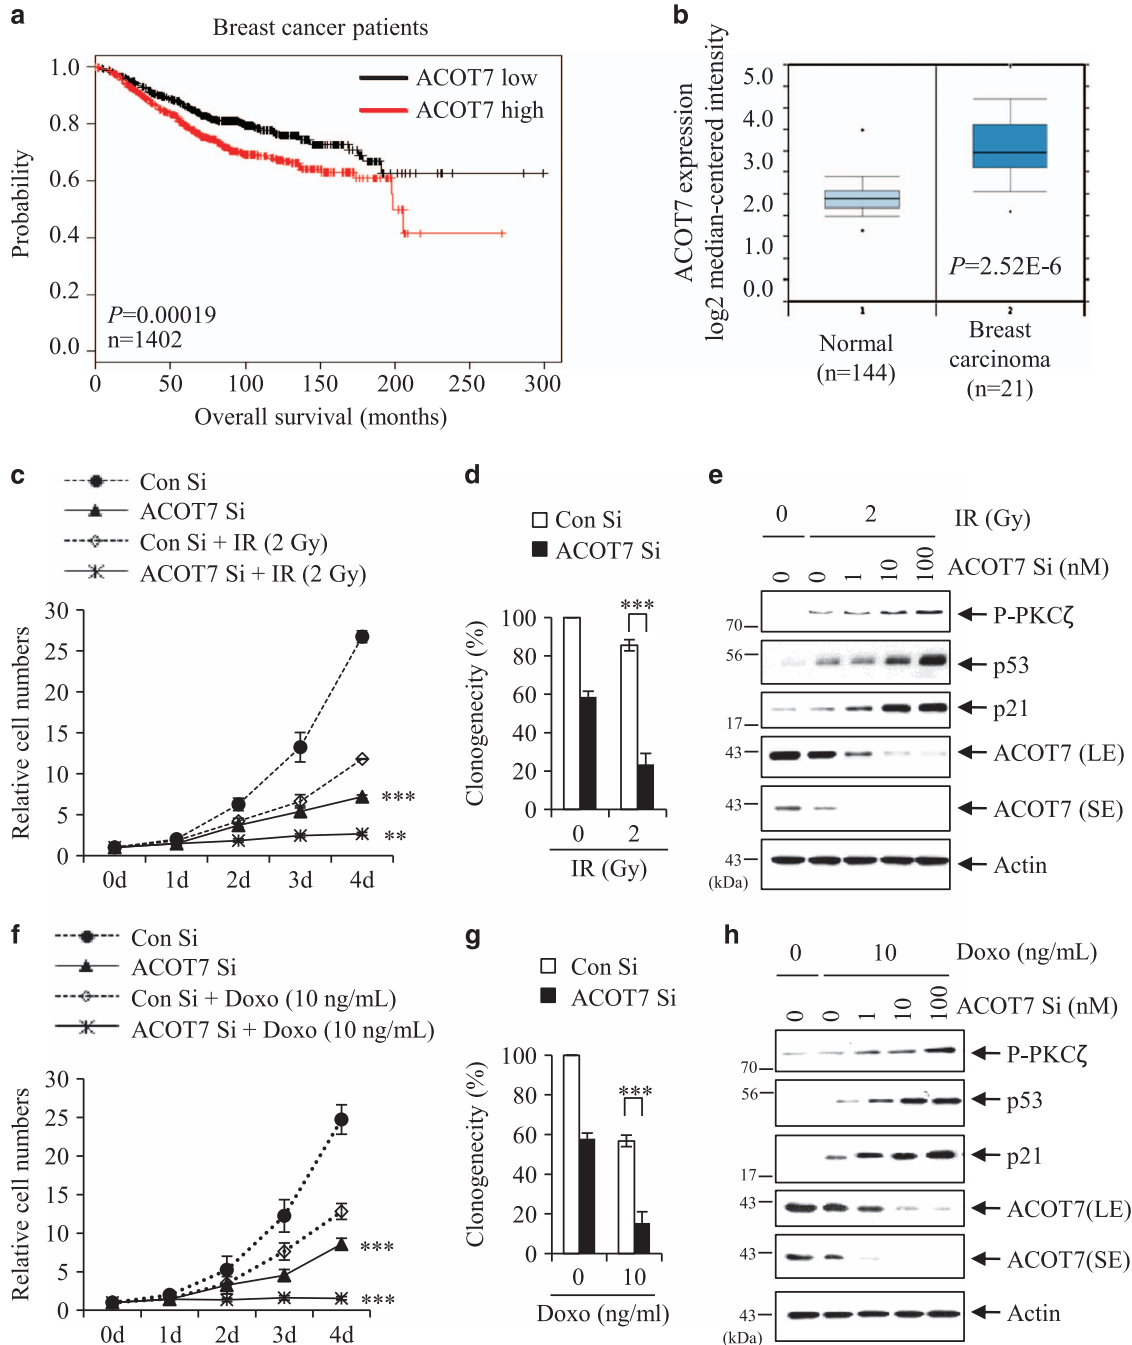 a
Breast cancer patients
1.0
0.8
0.6
0.4
0.2
0.0
Probability
ACOT7 low
ACOT7 high
P=0.00019
n=1402
0 50 100 150 200 250 300
Overall survival (months)
b
ACOT7 expression
log2 median-centered intensity
5.0
4.0
3.0
2.0
1.0
0.0
P=2.52E-6
1 2
Normal
(n=144)
Breast
carcinoma
(n=21)
c
Con Si
ACOT7 Si
Con Si + IR (2 Gy)
ACOT7 Si + IR (2 Gy)
Relative cell numbers
30
25
20
15
10
5
0
***
**
0d 1d 2d 3d 4d
d
Con Si
ACOT7 Si
Clonogenecity (%)
100
80
60
40
20
0
***
0 2
IR (Gy)
e
0 2 IR (Gy)
0 0 1 10 100 ACOT7 Si (nM)
70 P-PKCζ
56 p53
17 p21
43 ACOT7 (LE)
43 ACOT7 (SE)
43 Actin
(kDa)
f
Con Si
ACOT7 Si
Con Si + Doxo (10 ng/mL)
ACOT7 Si + Doxo (10 ng/mL)
Relative cell numbers
30
25
20
15
10
5
0
***
***
0d 1d 2d 3d 4d
g
Con Si
ACOT7 Si
Clonogenecity (%)
100
80
60
40
20
0
***
0 10
Doxo (ng/ml)
h
0 10 Doxo (ng/mL)
0 0 1 10 100 ACOT7 Si (nM)
70 P-PKCζ
56 p53
17 p21
43 ACOT7(LE)
43 ACOT7(SE)
43 Actin
(kDa)